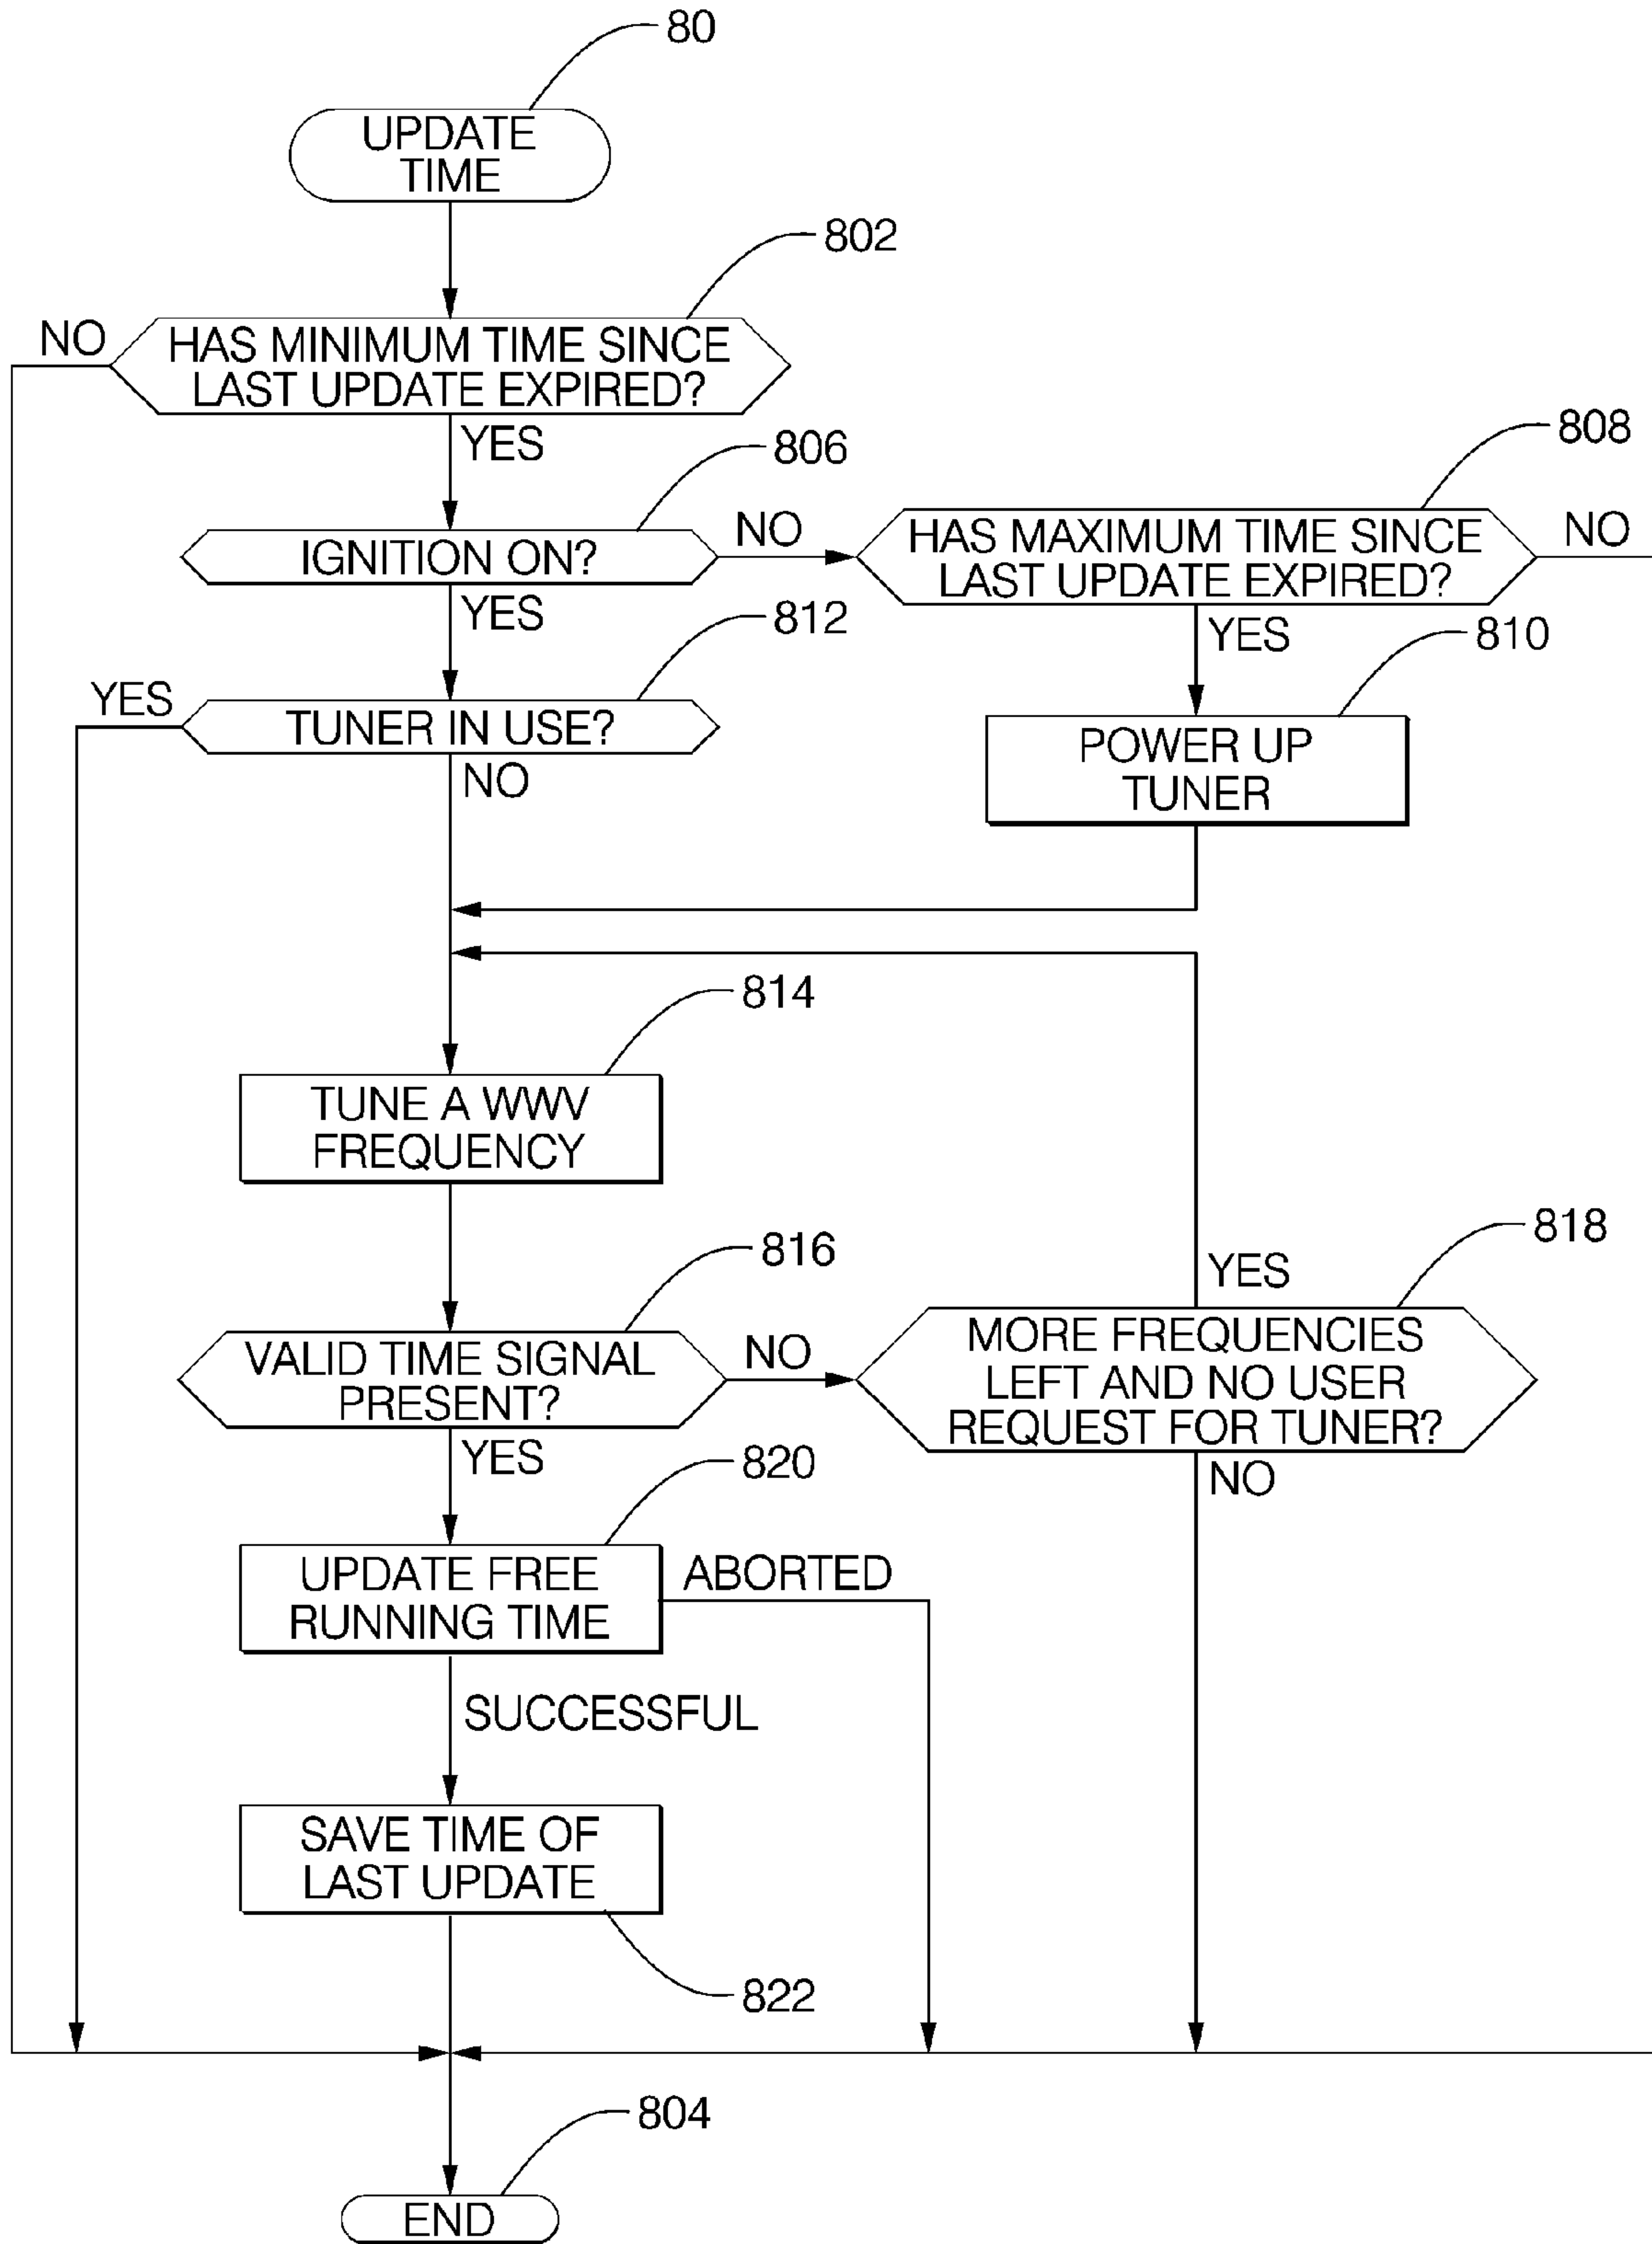 80
UPDATE
TIME
802
NO
HAS MINIMUM TIME SINCE
LAST UPDATE EXPIRED?
YES
806
808
IGNITION ON?
NO
HAS MAXIMUM TIME SINCE
LAST UPDATE EXPIRED?
NO
YES
812
YES
810
YES
TUNER IN USE?
NO
POWER UP
TUNER
814
TUNE A WWV
FREQUENCY
816
818
YES
VALID TIME SIGNAL
PRESENT?
NO
MORE FREQUENCIES
LEFT AND NO USER
REQUEST FOR TUNER?
YES
NO
820
UPDATE FREE
RUNNING TIME
ABORTED
SUCCESSFUL
SAVE TIME OF
LAST UPDATE
822
804
END